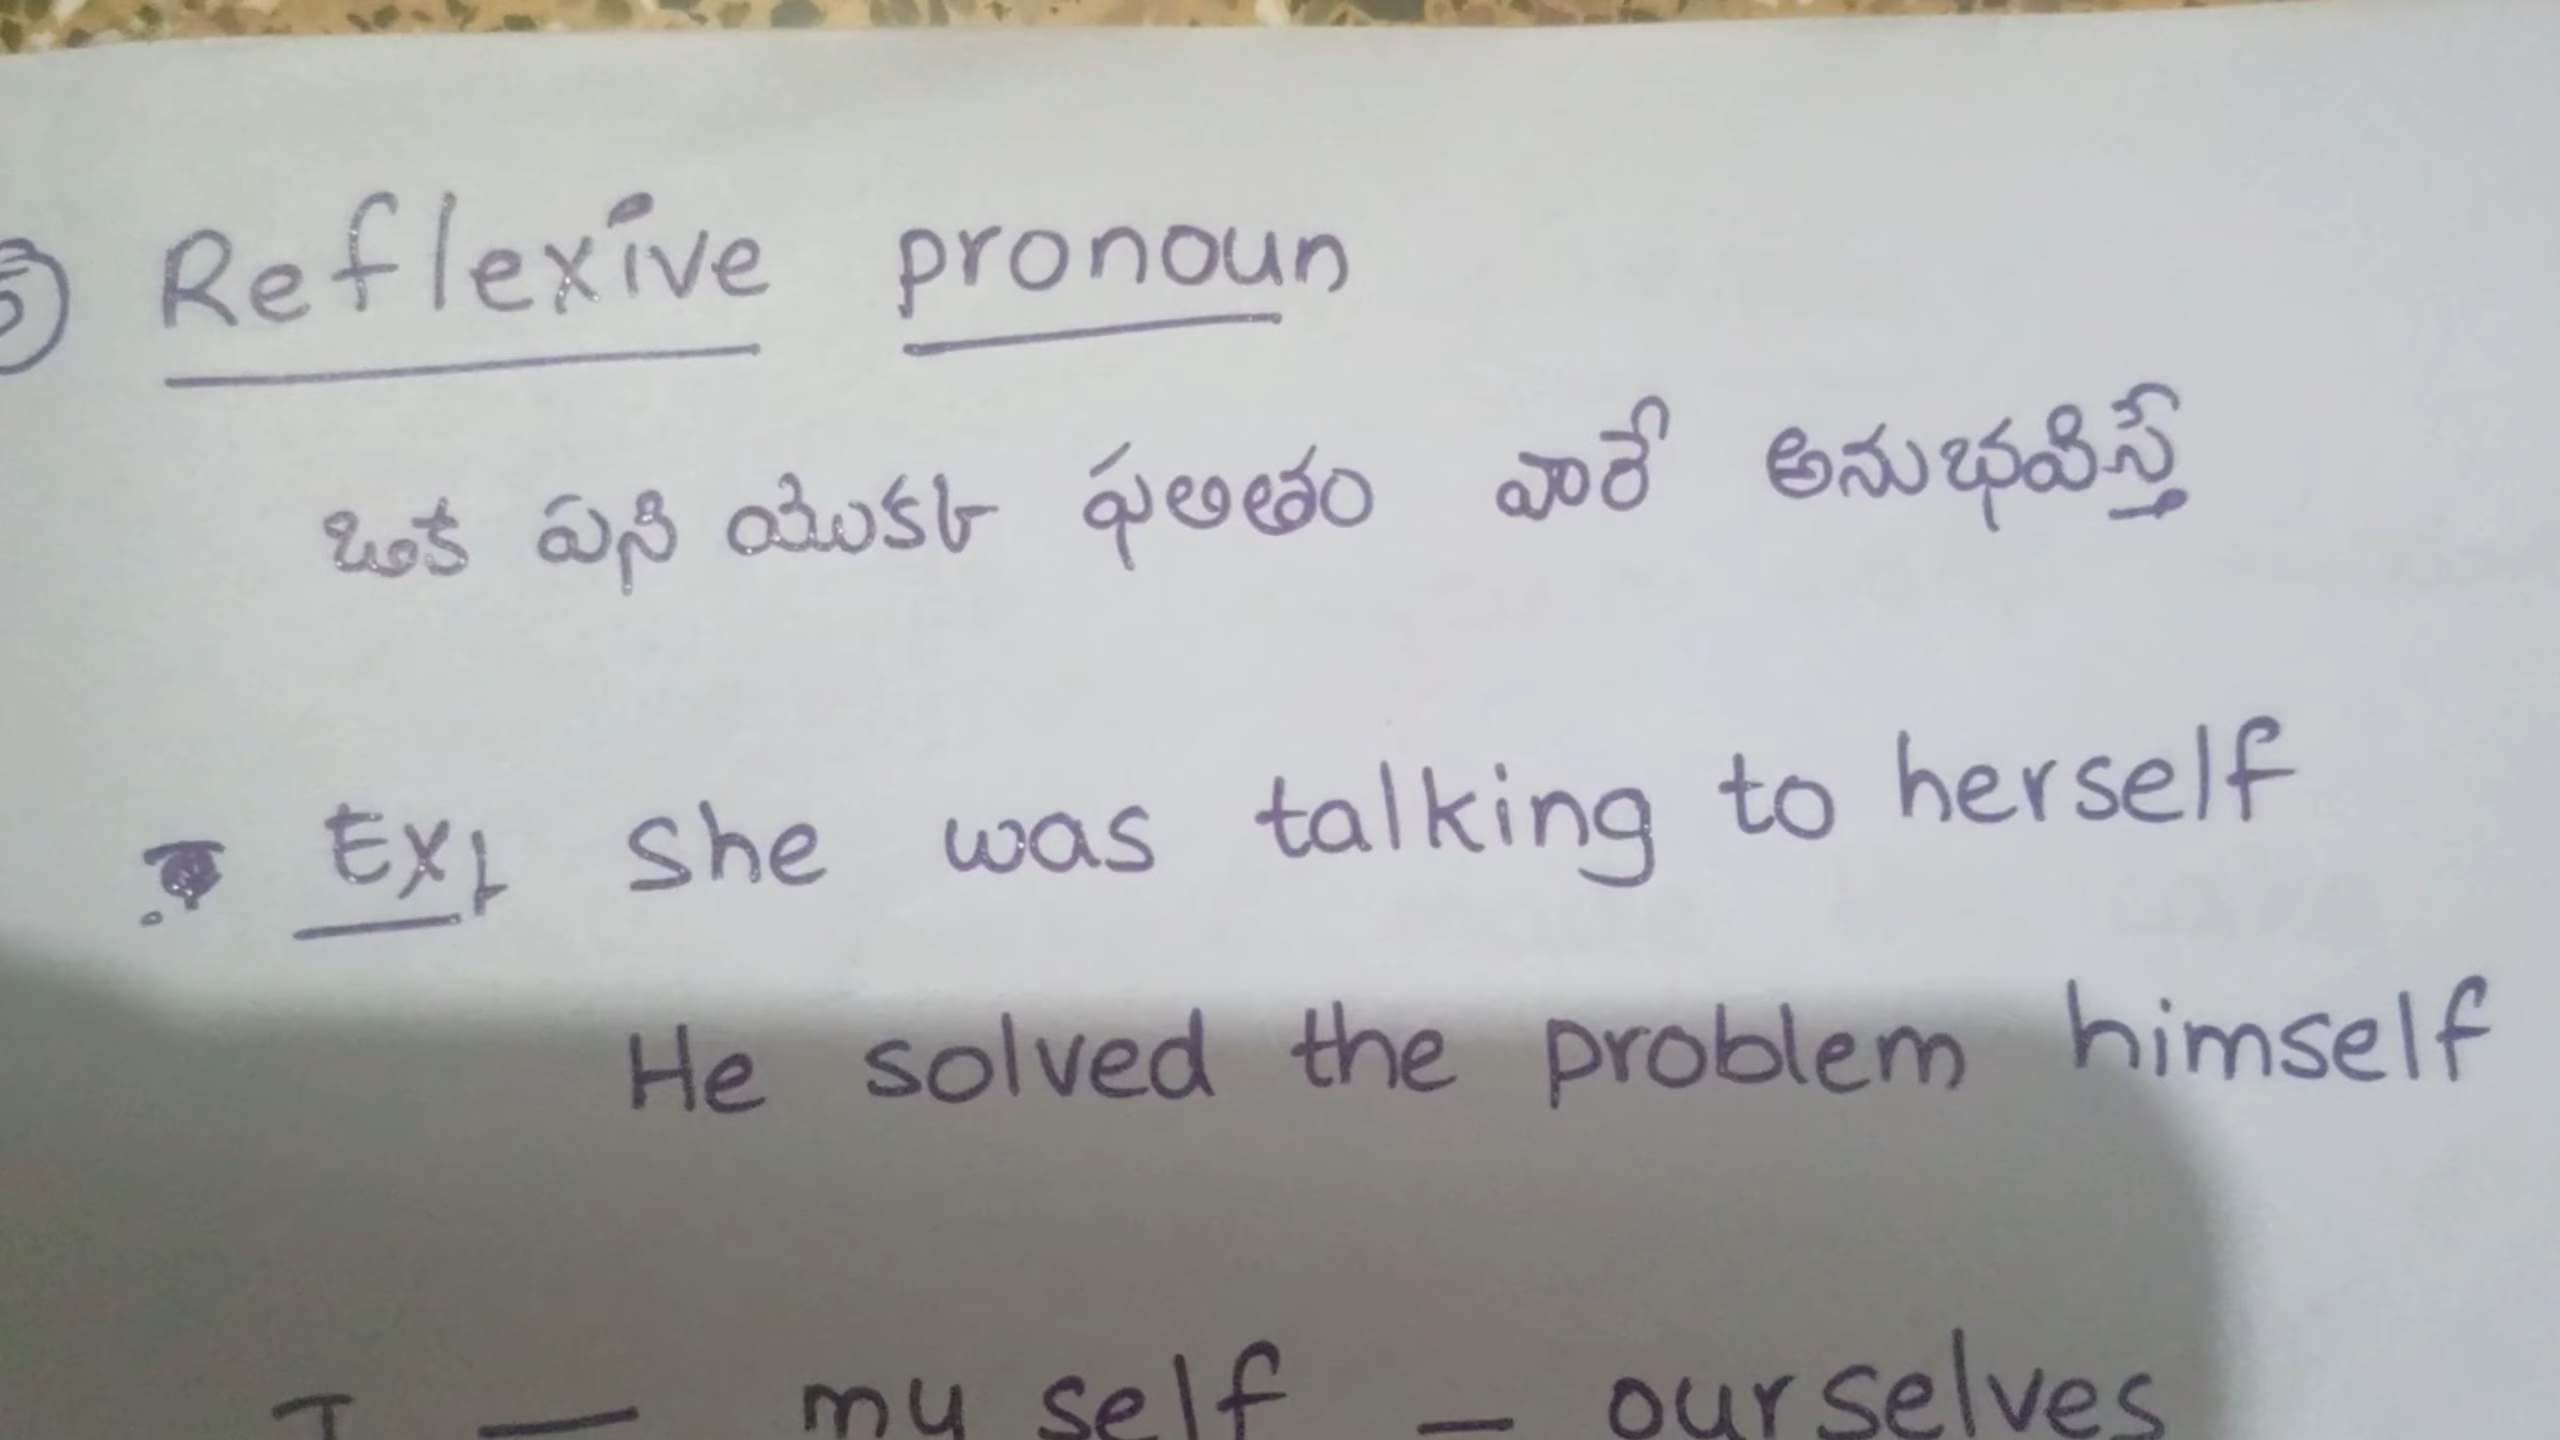 5 Reflexive pronoun
ఒక పని యొక్క ఫలితం వారే అనుభవిస్తే
Ex: She was talking to herself
He solved the problem himself
I — my self — ourselves